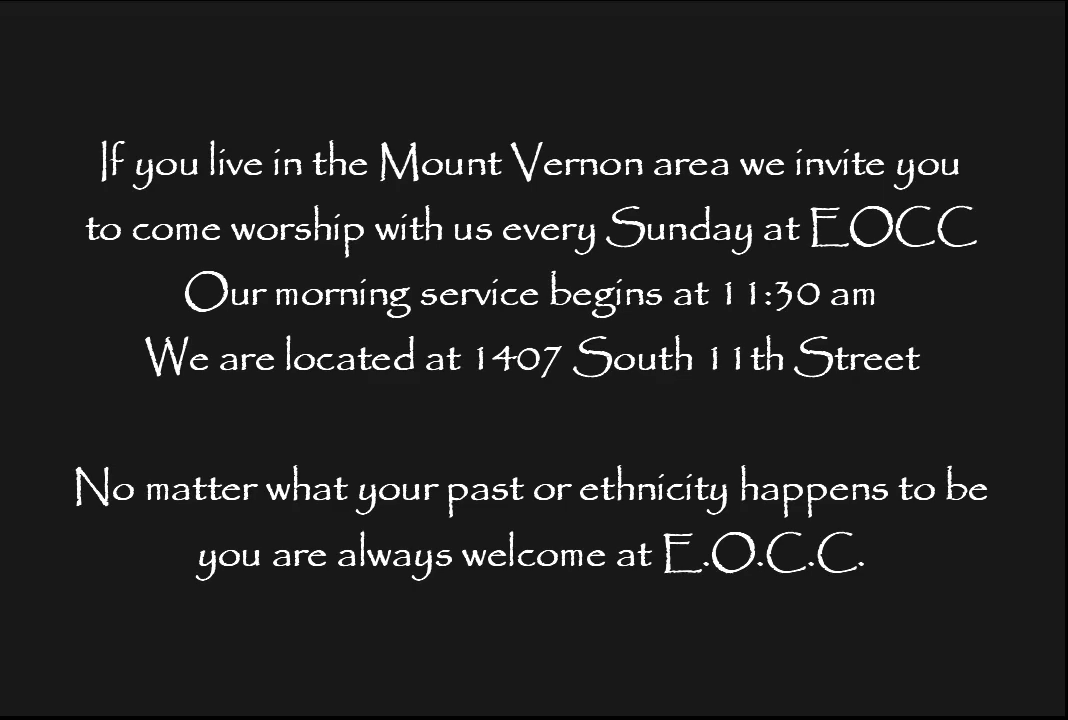 If you live in the Mount Vernon area we invite you
to come worship with us every Sunday at EOCC
Our morning service begins at 11:30 am
We are located at 1407 South 11th Street
No matter what your past or ethnicity happens to be
you are always welcome at E.O.C.C.